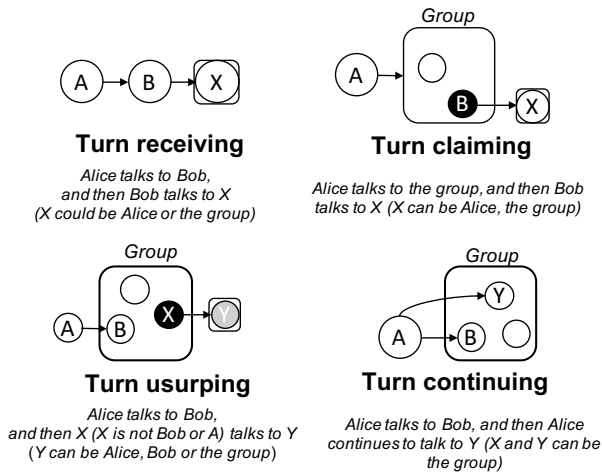 Group
A
B
X
A
B
X
Turn receiving
Turn claiming
Alice talks to Bob,
and then Bob talks to X
(X could be Alice or the group)
Alice talks to the group, and then Bob
talks to X (X can be Alice, the group)
Group
Group
A
B
X
Y
A
B
Y
Turn usurping
Turn continuing
Alice talks to Bob,
and then X (X is not Bob or A) talks to Y
(Y can be Alice, Bob or the group)
Alice talks to Bob, and then Alice
continues to talk to Y (X and Y can be
the group)